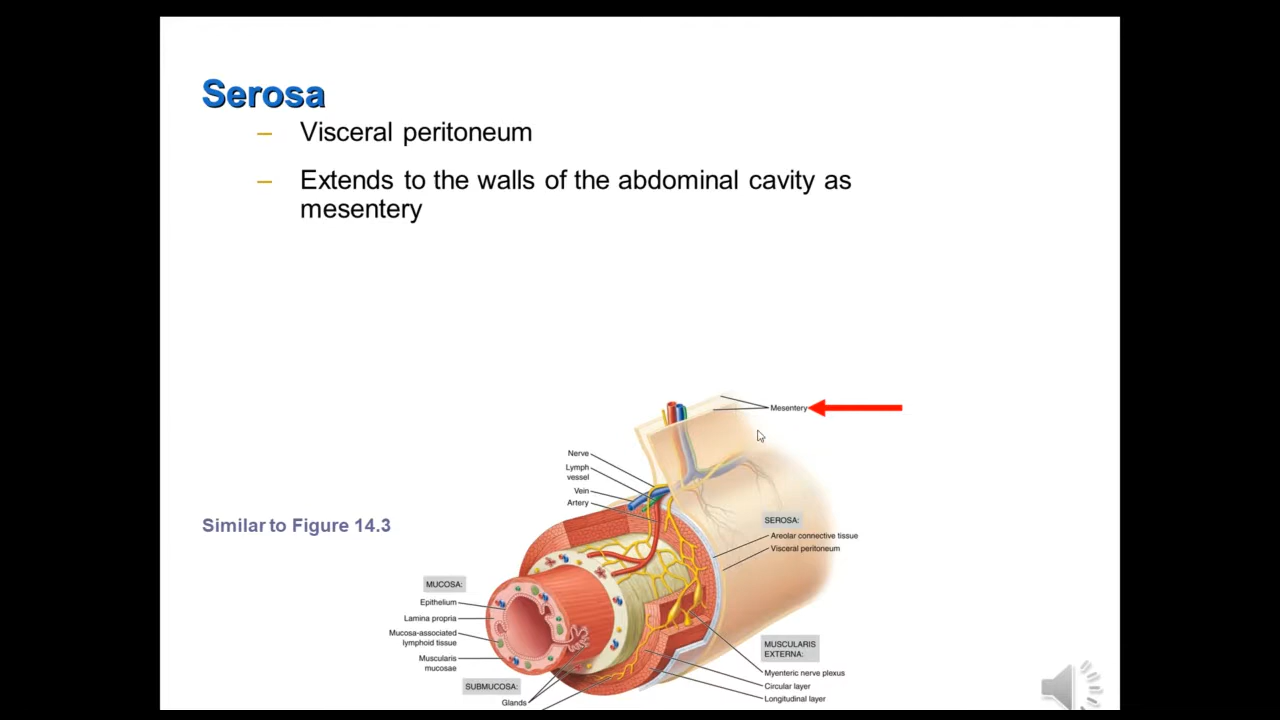 Serosa
– Visceral peritoneum
– Extends to the walls of the abdominal cavity as
mesentery
Mesentery
Nerve
Lymph
vessel
Vein
Artery
Similar to Figure 14.3
SEROSA:
Areolar connective tissue
Visceral peritoneum
MUCOSA:
Epithelium
Lamina propria
Mucosa-associated
lymphoid tissue
Muscularis
mucosae
MUSCULARIS
EXTERNA:
Myenteric nerve plexus
Circular layer
Longitudinal layer
SUBMUCOSA:
Glands